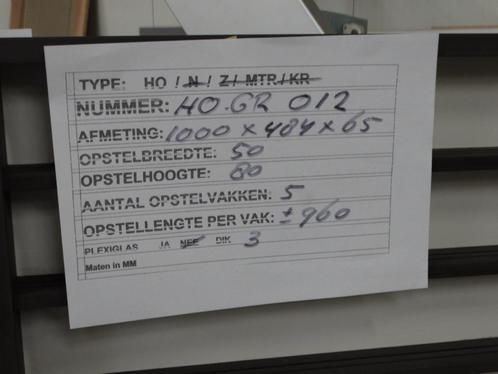 TYPE: HO / N / Z / MTR / KR
NUMMER: HO.GR 012
AFMETING: 1000 x 484 x 65
OPSTELBREEDTE: 50
OPSTELHOOGTE: 80
AANTAL OPSTELVAKKEN: 5
OPSTELLENGTE PER VAK: ± 960
PLEXIGLAS JA NEE DIK 3
Maten in MM